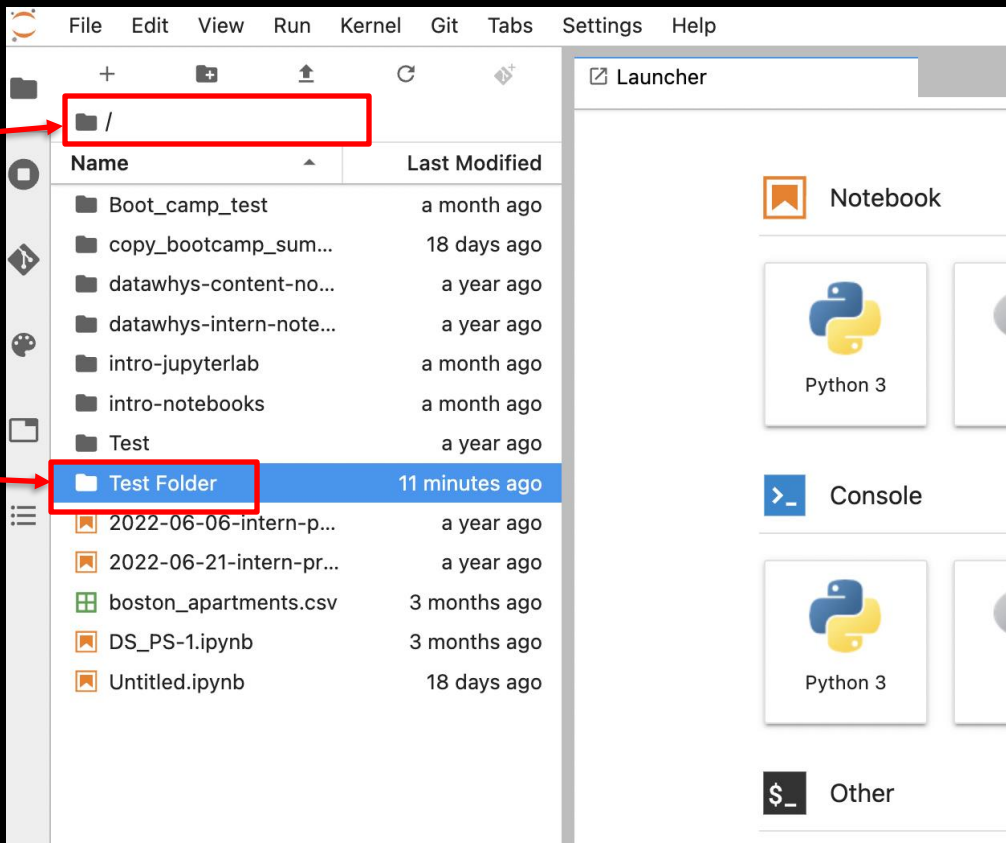 File Edit View Run Kernel Git Tabs Settings Help
Launcher
/
Name Last Modified
Boot_camp_test a month ago
copy_bootcamp_sum... 18 days ago
datawhys-content-no... a year ago
datawhys-intern-note... a year ago
intro-jupyterlab a month ago
intro-notebooks a month ago
Test a year ago
Test Folder 11 minutes ago
2022-06-06-intern-p... a year ago
2022-06-21-intern-pr... a year ago
boston_apartments.csv 3 months ago
DS_PS-1.ipynb 3 months ago
Untitled.ipynb 18 days ago
Notebook
Python 3
>_ Console
Python 3
$_ Other